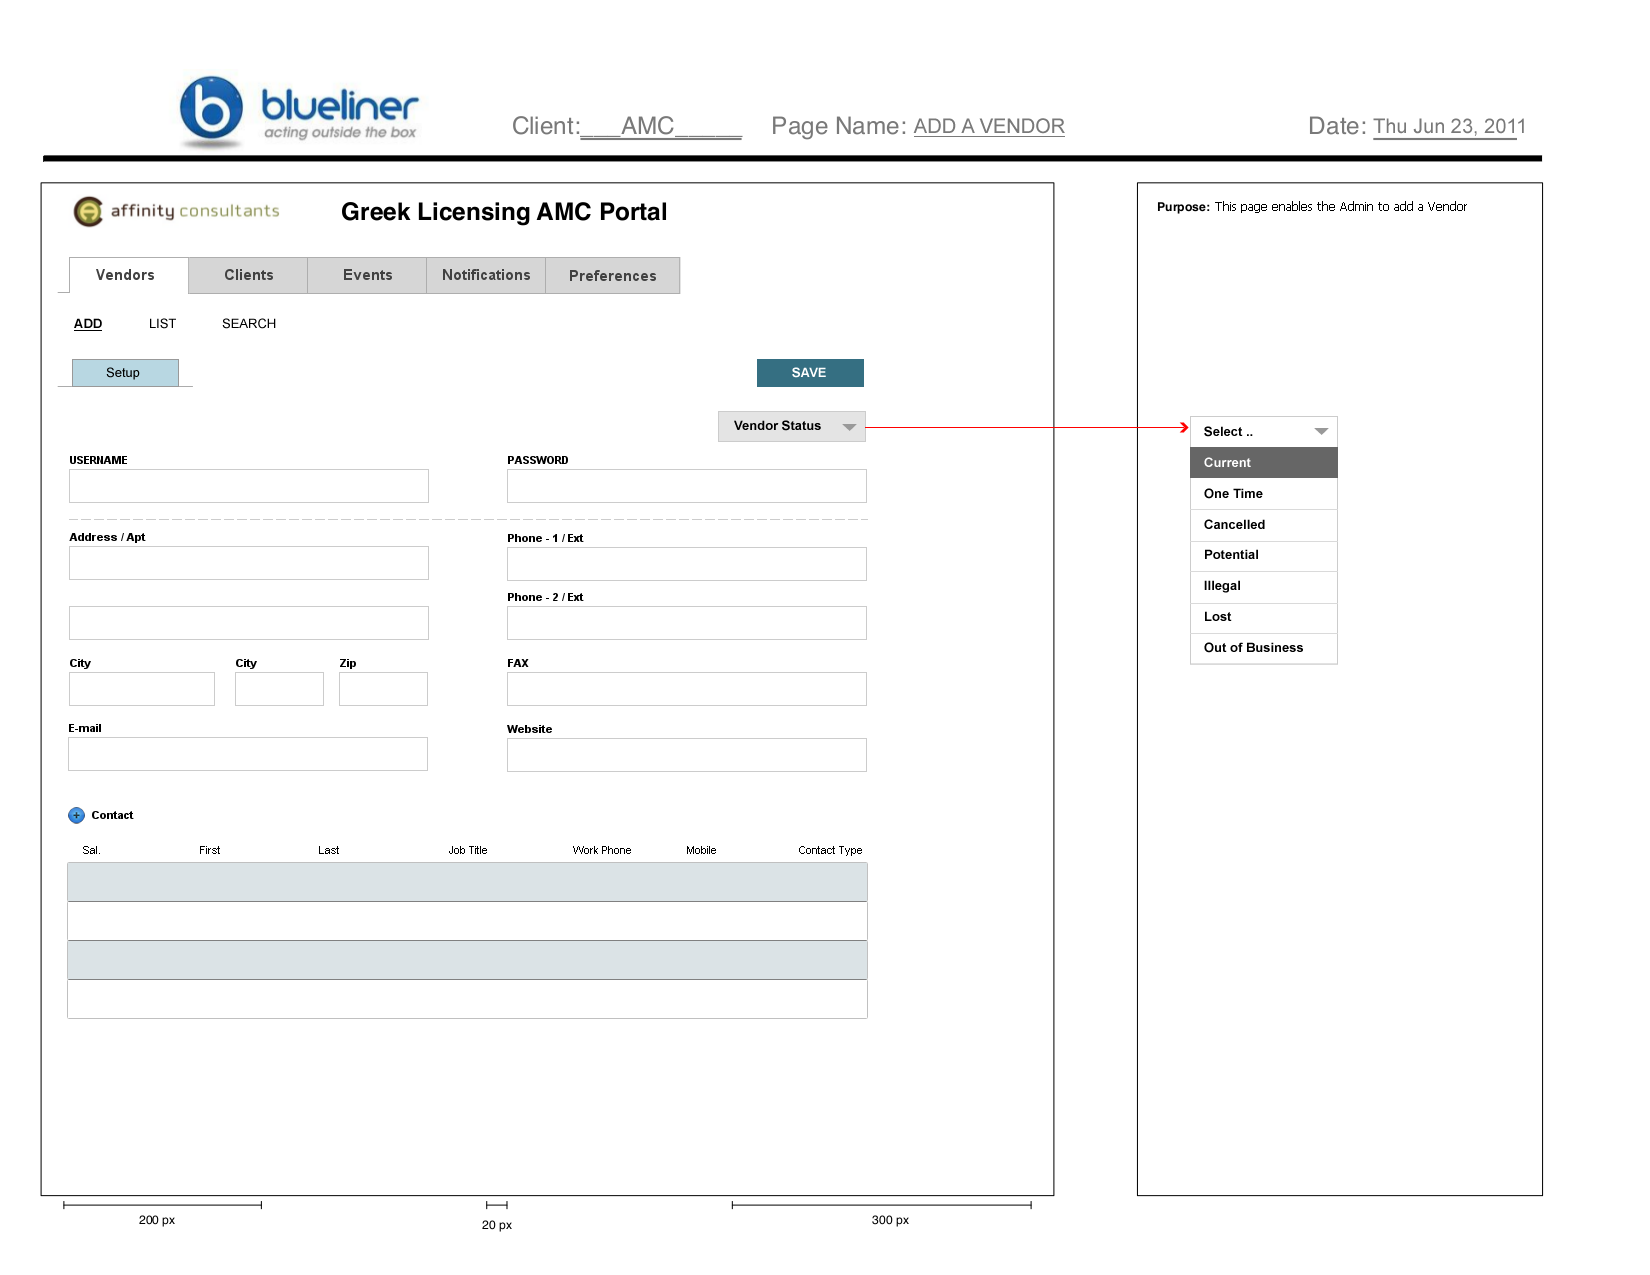 blueliner
acting outside the box
Client:___AMC_____ Page Name: ADD A VENDOR Date: Thu Jun 23, 2011
affinity consultants
Greek Licensing AMC Portal
Purpose: This page enables the Admin to add a Vendor
Vendors Clients Events Notifications Preferences
ADD LIST SEARCH
Setup SAVE
Vendor Status
Select ..
Current
One Time
Cancelled
Potential
Illegal
Lost
Out of Business
USERNAME PASSWORD
Address / Apt Phone - 1 / Ext
Phone - 2 / Ext
City City Zip FAX
E-mail Website
+ Contact
Sal. First Last Job Title Work Phone Mobile Contact Type
200 px 20 px 300 px